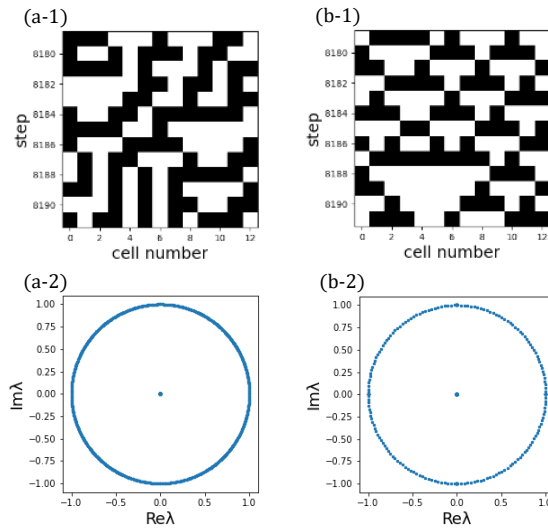 (a-1)
(b-1)
8180
8182
8184
8186
8188
8190
step
0 2 4 6 8 10 12
cell number
8180
8182
8184
8186
8188
8190
step
0 2 4 6 8 10 12
cell number
(a-2)
(b-2)
1.00
0.75
0.50
0.25
0.00
−0.25
−0.50
−0.75
−1.00
Imλ
−1.0 −0.5 0.0 0.5 1.0
Reλ
1.00
0.75
0.50
0.25
0.00
−0.25
−0.50
−0.75
−1.00
Imλ
−1.0 −0.5 0.0 0.5 1.0
Reλ